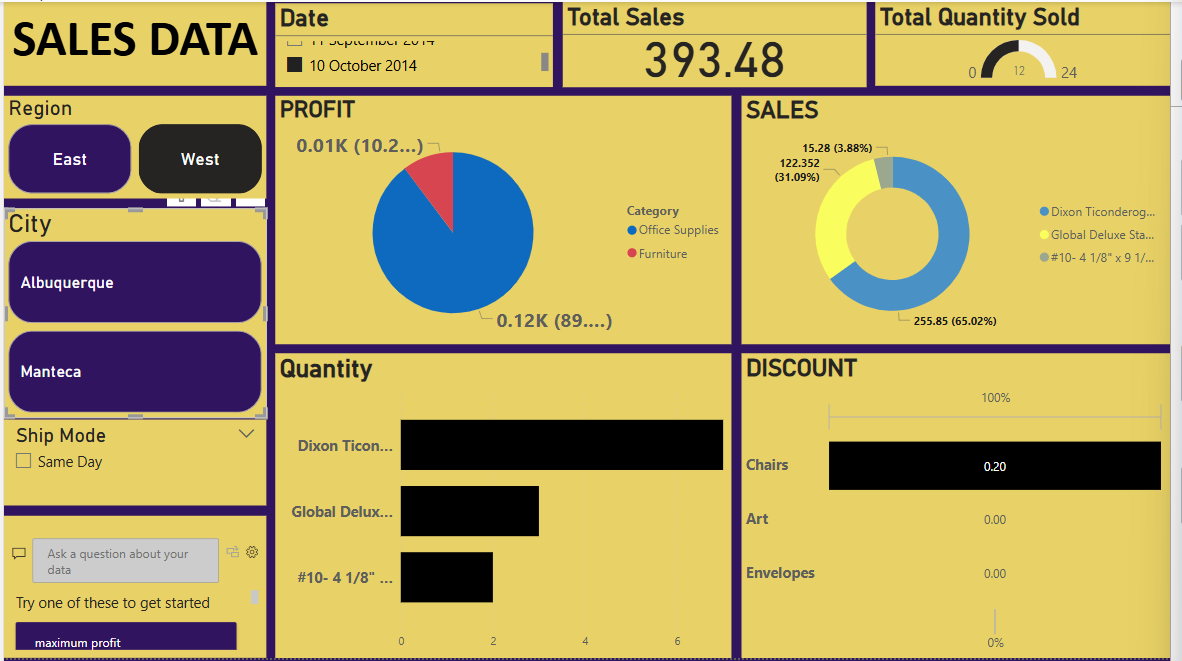 SALES DATA
Date
11 September 2014
10 October 2014
Total Sales
393.48
Total Quantity Sold
0
12
24
Region
East
West
City
Albuquerque
Manteca
Ship Mode
Same Day
Ask a question about your
data
Try one of these to get started
maximum profit
PROFIT
0.01K (10.2...)
0.12K (89....)
Category
Office Supplies
Furniture
SALES
15.28 (3.88%)
122.352
(31.09%)
255.85 (65.02%)
Dixon Ticonderog...
Global Deluxe Sta...
#10- 4 1/8" x 9 1/...
Quantity
Dixon Ticon...
Global Delux...
#10- 4 1/8" ...
0 2 4 6
DISCOUNT
100%
Chairs
0.20
Art
0.00
Envelopes
0.00
0%